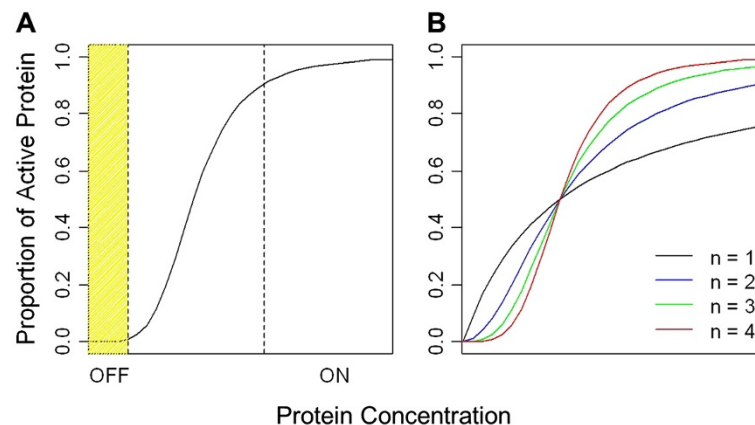 A
B
Proportion of Active Protein
1.0
0.8
0.6
0.4
0.2
0.0
1.0
0.8
0.6
0.4
0.2
0.0
n = 1
n = 2
n = 3
n = 4
OFF
ON
Protein Concentration